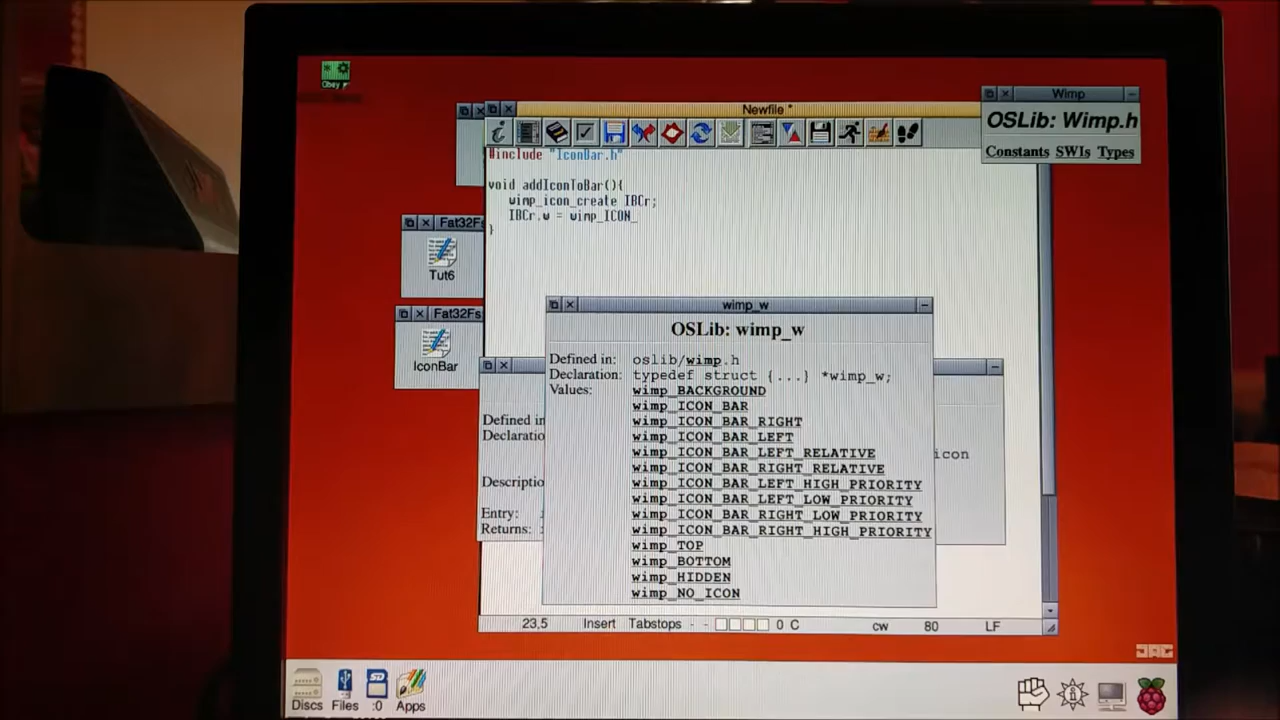 Obey
Newfile *
Wimp
OSLib: Wimp.h
Constants SWIs Types
#include "IconBar.h"
void addIconToBar(){
wimp_icon_create IBCr;
IBCr.w = wimp_ICON_
}
Fat32Fs
Tut6
Fat32Fs
IconBar
wimp_w
OSLib: wimp_w
Defined in: oslib/wimp.h
Declaration: typedef struct {...} *wimp_w;
Values: wimp_BACKGROUND
wimp_ICON_BAR
wimp_ICON_BAR_RIGHT
wimp_ICON_BAR_LEFT
wimp_ICON_BAR_LEFT_RELATIVE
wimp_ICON_BAR_RIGHT_RELATIVE
wimp_ICON_BAR_LEFT_HIGH_PRIORITY
wimp_ICON_BAR_LEFT_LOW_PRIORITY
wimp_ICON_BAR_RIGHT_LOW_PRIORITY
wimp_ICON_BAR_RIGHT_HIGH_PRIORITY
wimp_TOP
wimp_BOTTOM
wimp_HIDDEN
wimp_NO_ICON
Defined in
Declaratio
icon
Descriptio
Entry:
Returns:
23,5 Insert Tabstops - - 0 C cw 80 LF
Discs Files :0 Apps